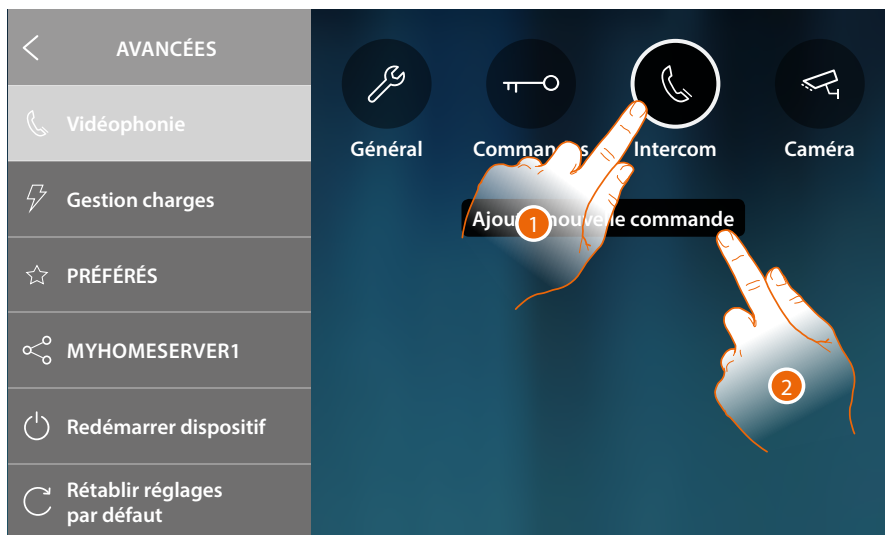 AVANCÉES
Vidéophonie
Gestion charges
PRÉFÉRÉS
MYHOMESERVER1
Redémarrer dispositif
Rétablir réglages
par défaut
Général
Intercom
Caméra
commande
1
2